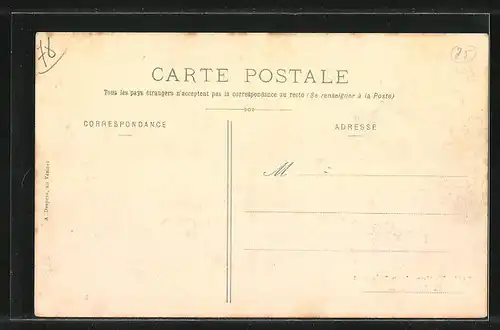 78
85
CARTE POSTALE
Tous les pays étrangers n'acceptent pas la correspondance au recto (Se renseigner à la Poste)
CORRESPONDANCE
ADRESSE
M
à
A.